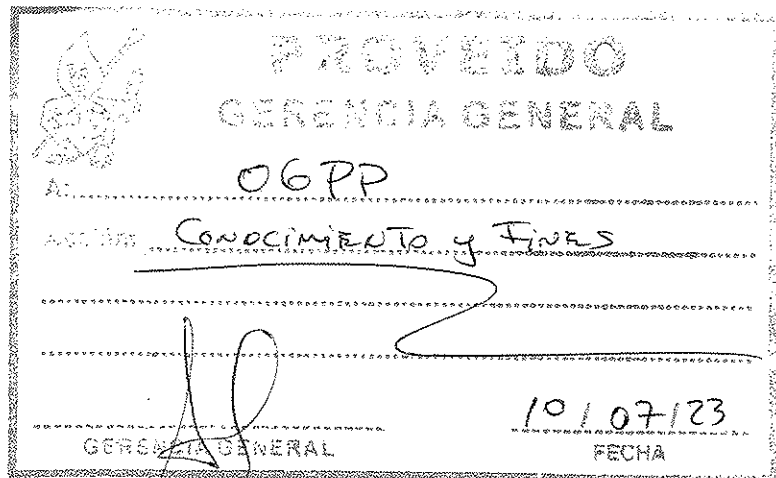 PROVEIDO
GERENCIA GENERAL
A: OGPP
Acción: CONOCIMIENTO y FINES
10/07/23
GERENCIA GENERAL
FECHA